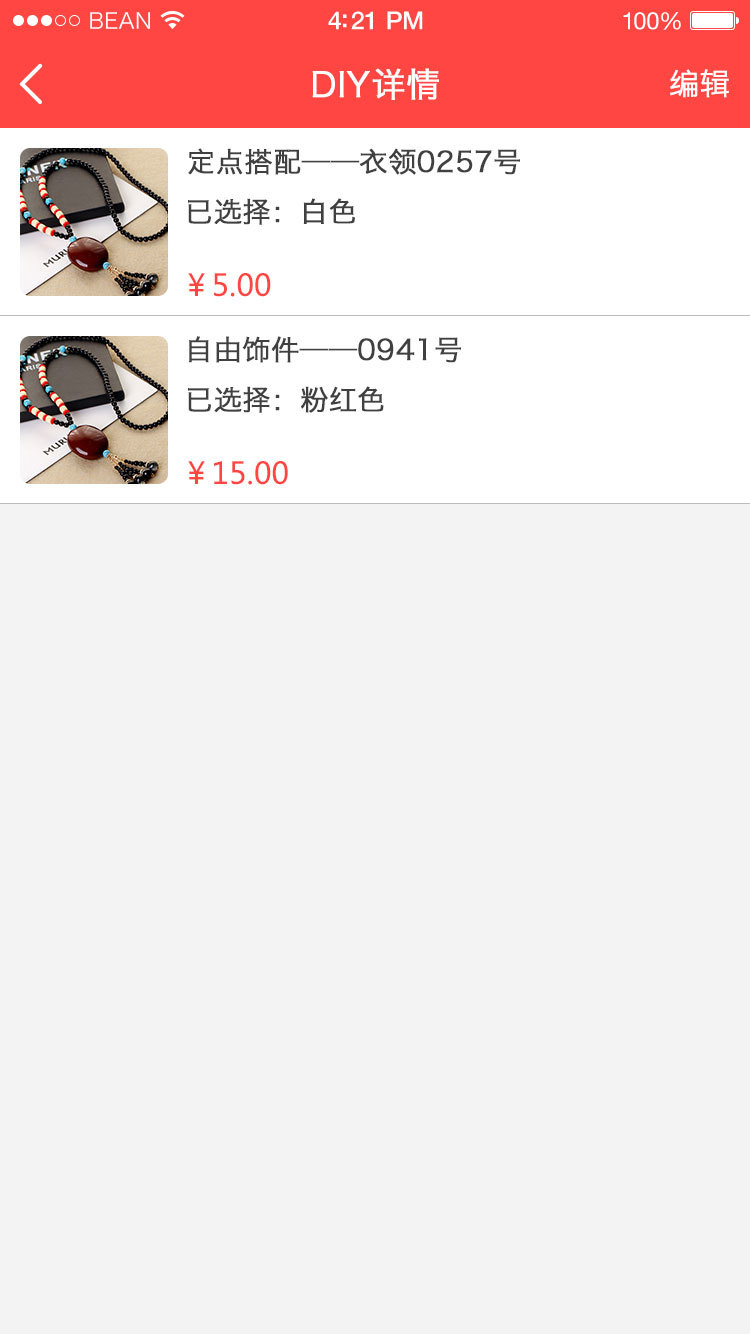 BEAN
4:21 PM
100%
DIY详情
编辑
定点搭配——衣领0257号
已选择：白色
¥ 5.00
自由饰件——0941号
已选择：粉红色
¥ 15.00